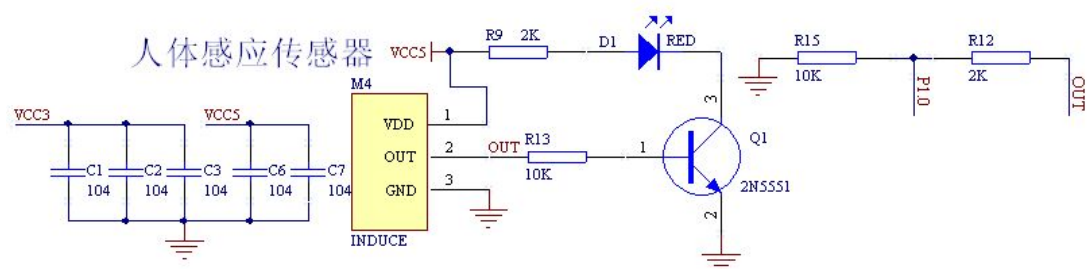 人体感应传感器
VCC5
R9 2K
D1
RED
R15
10K
R12
2K
P1.0
OUT
M4
VCC3
VCC5
VDD
1
OUT
2
OUT
R13
10K
1
3
Q1
2N5551
2
GND
3
C1
104
C2
104
C3
104
C6
104
C7
104
INDUCE